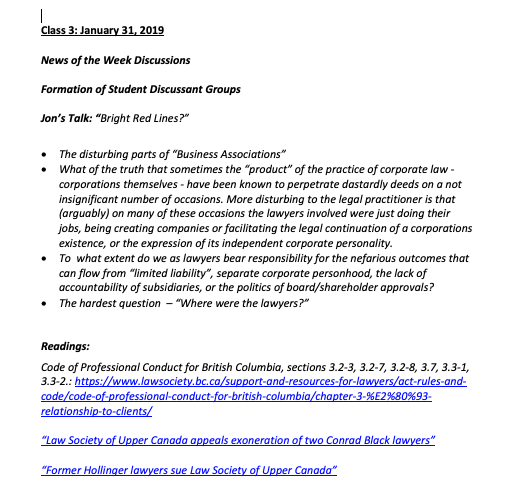 Class 3: January 31, 2019
News of the Week Discussions
Formation of Student Discussant Groups
Jon's Talk: "Bright Red Lines?"
• The disturbing parts of "Business Associations"
• What of the truth that sometimes the "product" of the practice of corporate law -
corporations themselves - have been known to perpetrate dastardly deeds on a not
insignificant number of occasions. More disturbing to the legal practitioner is that
(arguably) on many of these occasions the lawyers involved were just doing their
jobs, being creating companies or facilitating the legal continuation of a corporations
existence, or the expression of its independent corporate personality.
• To what extent do we as lawyers bear responsibility for the nefarious outcomes that
can flow from "limited liability", separate corporate personhood, the lack of
accountability of subsidiaries, or the politics of board/shareholder approvals?
• The hardest question – "Where were the lawyers?"
Readings:
Code of Professional Conduct for British Columbia, sections 3.2-3, 3.2-7, 3.2-8, 3.7, 3.3-1,
3.3-2.: https://www.lawsociety.bc.ca/support-and-resources-for-lawyers/act-rules-and-
code/code-of-professional-conduct-for-british-columbia/chapter-3-%E2%80%93-
relationship-to-clients/
"Law Society of Upper Canada appeals exoneration of two Conrad Black lawyers"
"Former Hollinger lawyers sue Law Society of Upper Canada"